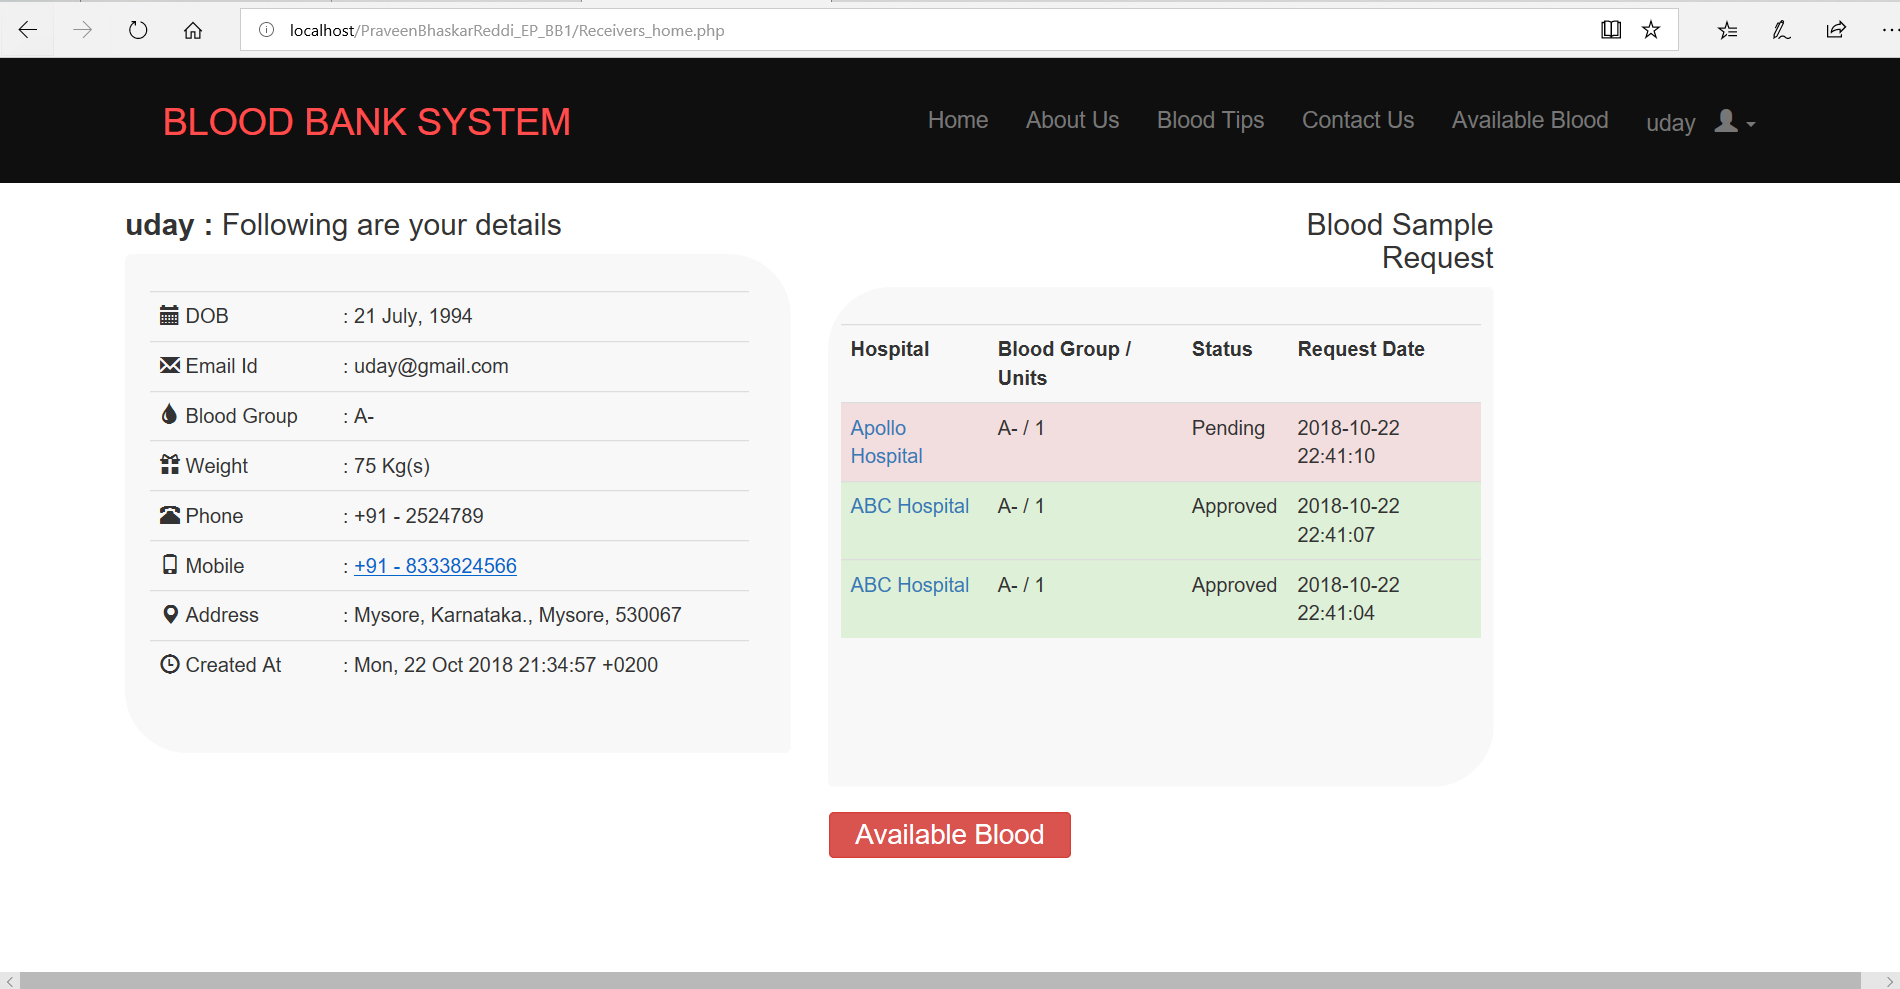 localhost/PraveenBhaskarReddi_EP_BB1/Receivers_home.php
BLOOD BANK SYSTEM
Home About Us Blood Tips Contact Us Available Blood uday
uday : Following are your details
DOB : 21 July, 1994
Email Id : uday@gmail.com
Blood Group : A-
Weight : 75 Kg(s)
Phone : +91 - 2524789
Mobile : +91 - 8333824566
Address : Mysore, Karnataka., Mysore, 530067
Created At : Mon, 22 Oct 2018 21:34:57 +0200
Blood Sample
Request
Hospital Blood Group / Status Request Date
Units
Apollo A- / 1 Pending 2018-10-22
Hospital 22:41:10
ABC Hospital A- / 1 Approved 2018-10-22
22:41:07
ABC Hospital A- / 1 Approved 2018-10-22
22:41:04
Available Blood